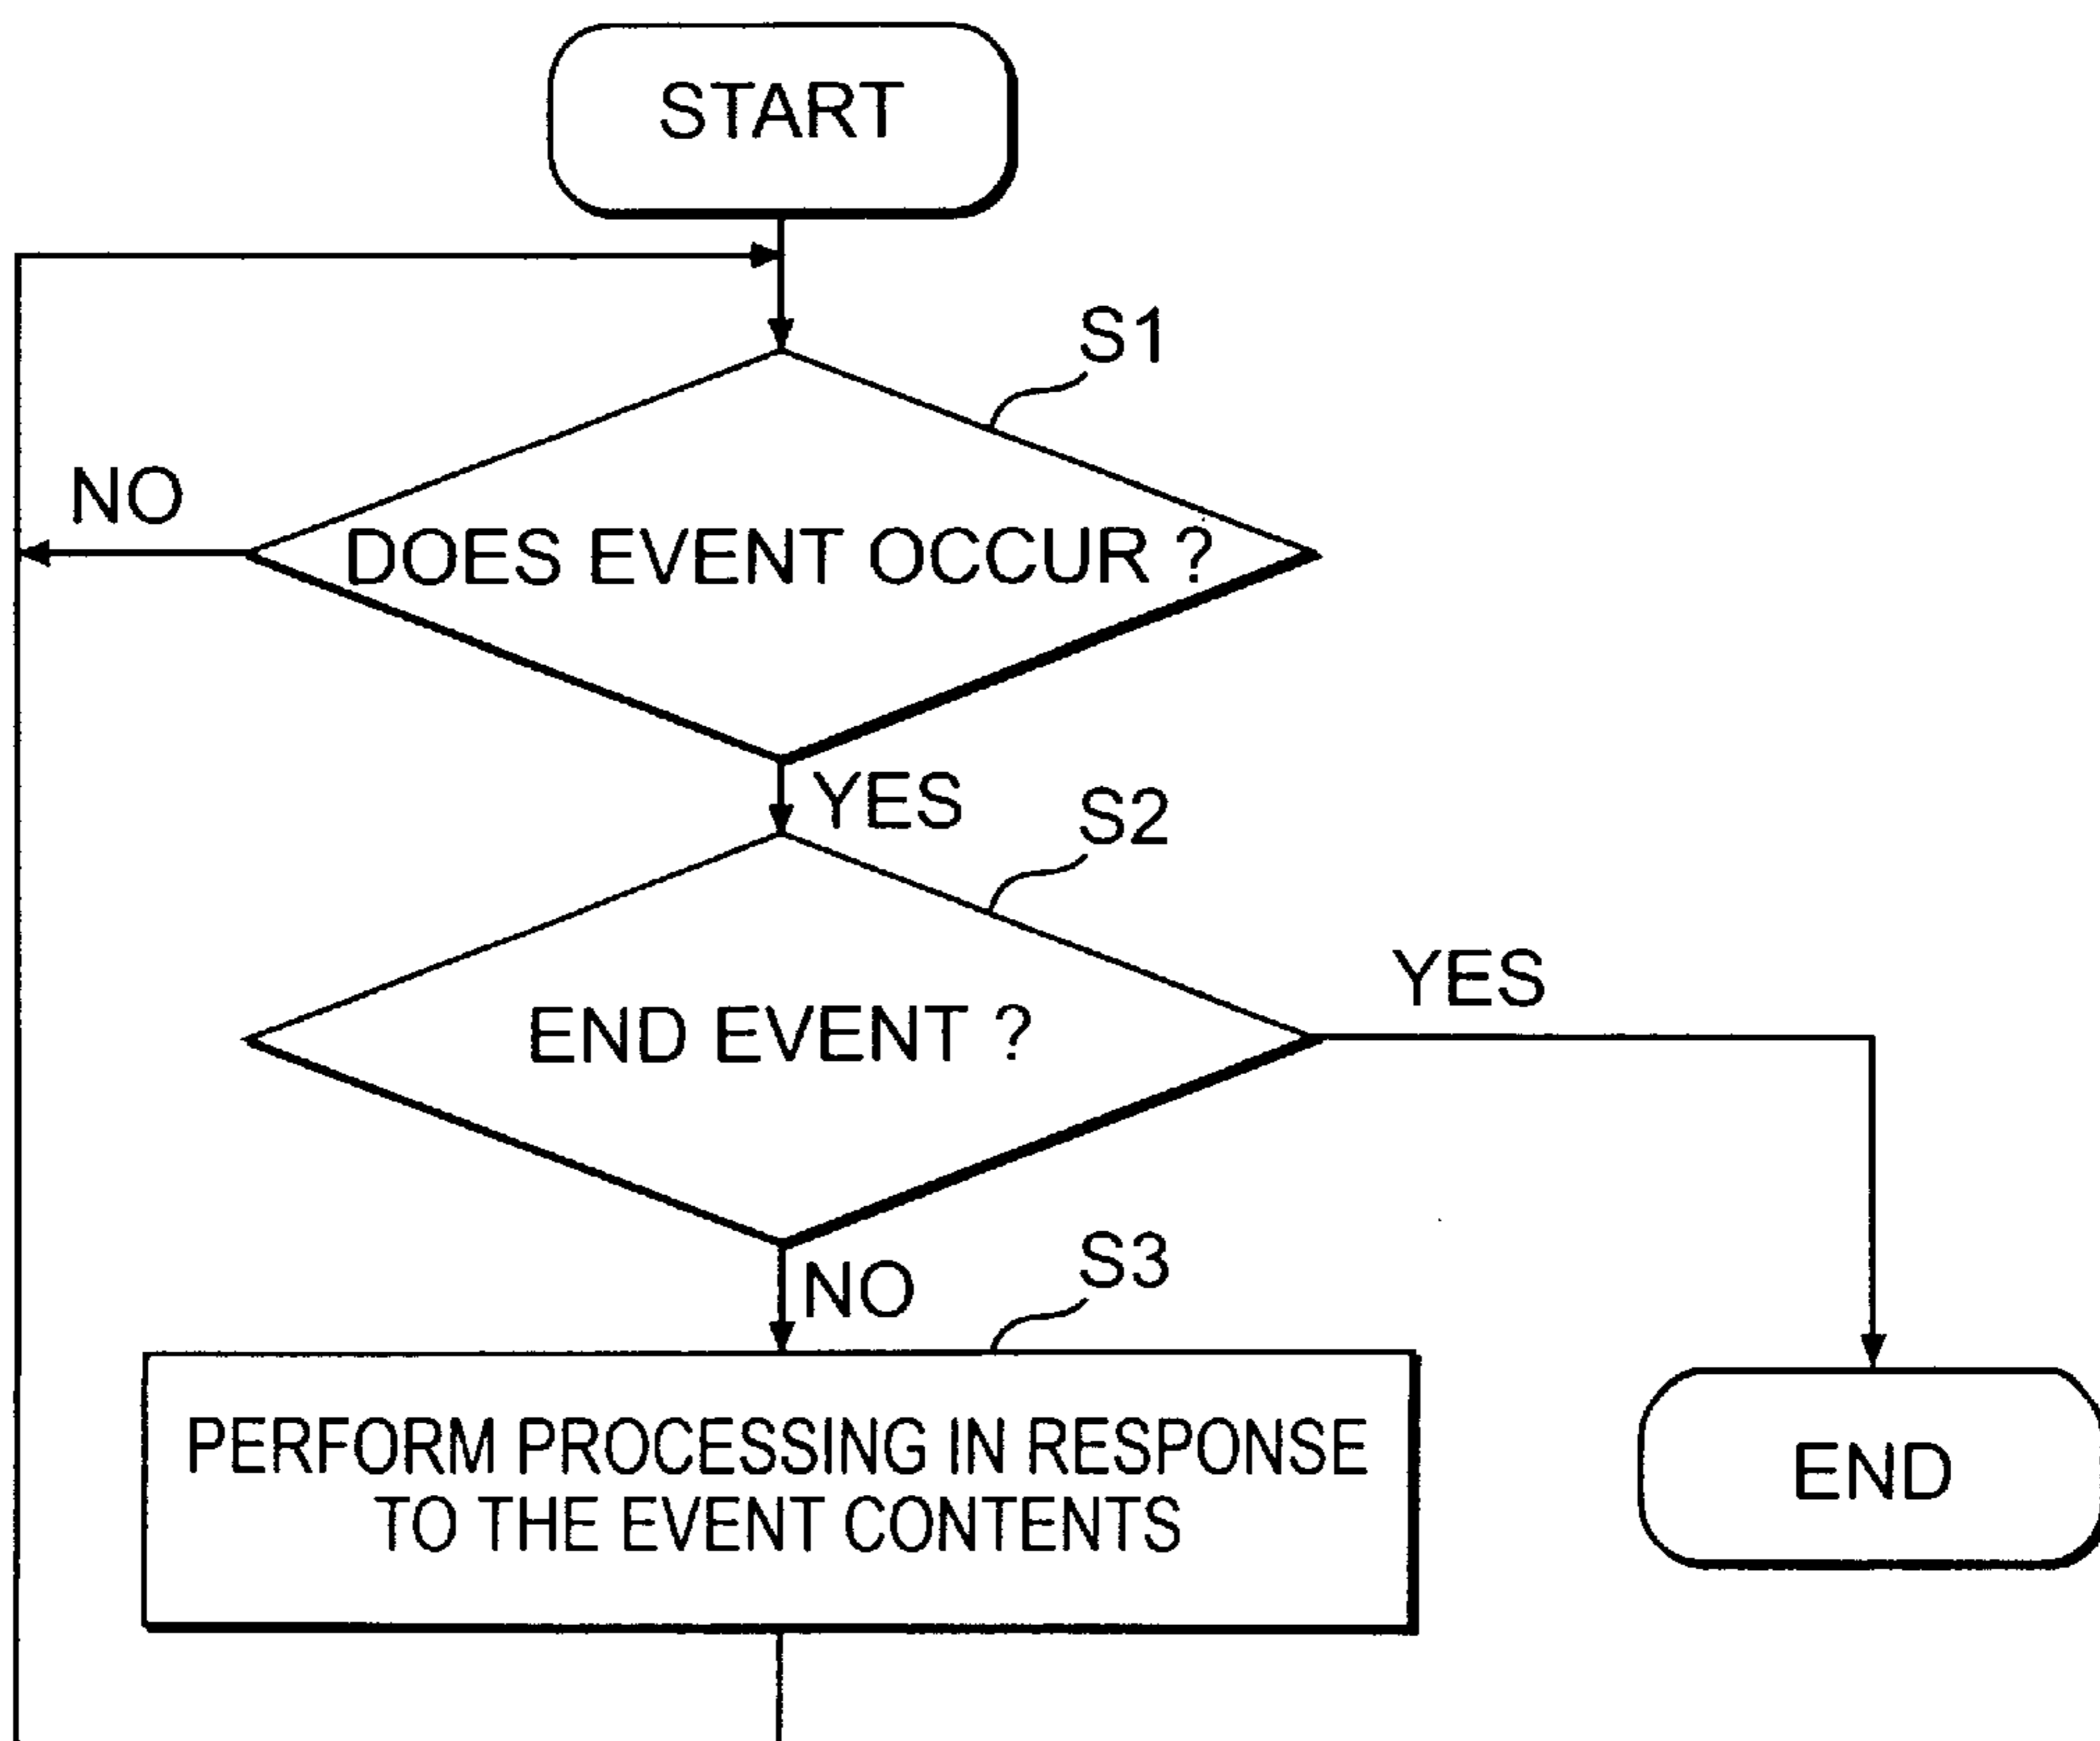 START
S1
NO
DOES EVENT OCCUR ?
YES
S2
YES
END EVENT ?
S3
NO
PERFORM PROCESSING IN RESPONSE
TO THE EVENT CONTENTS
END